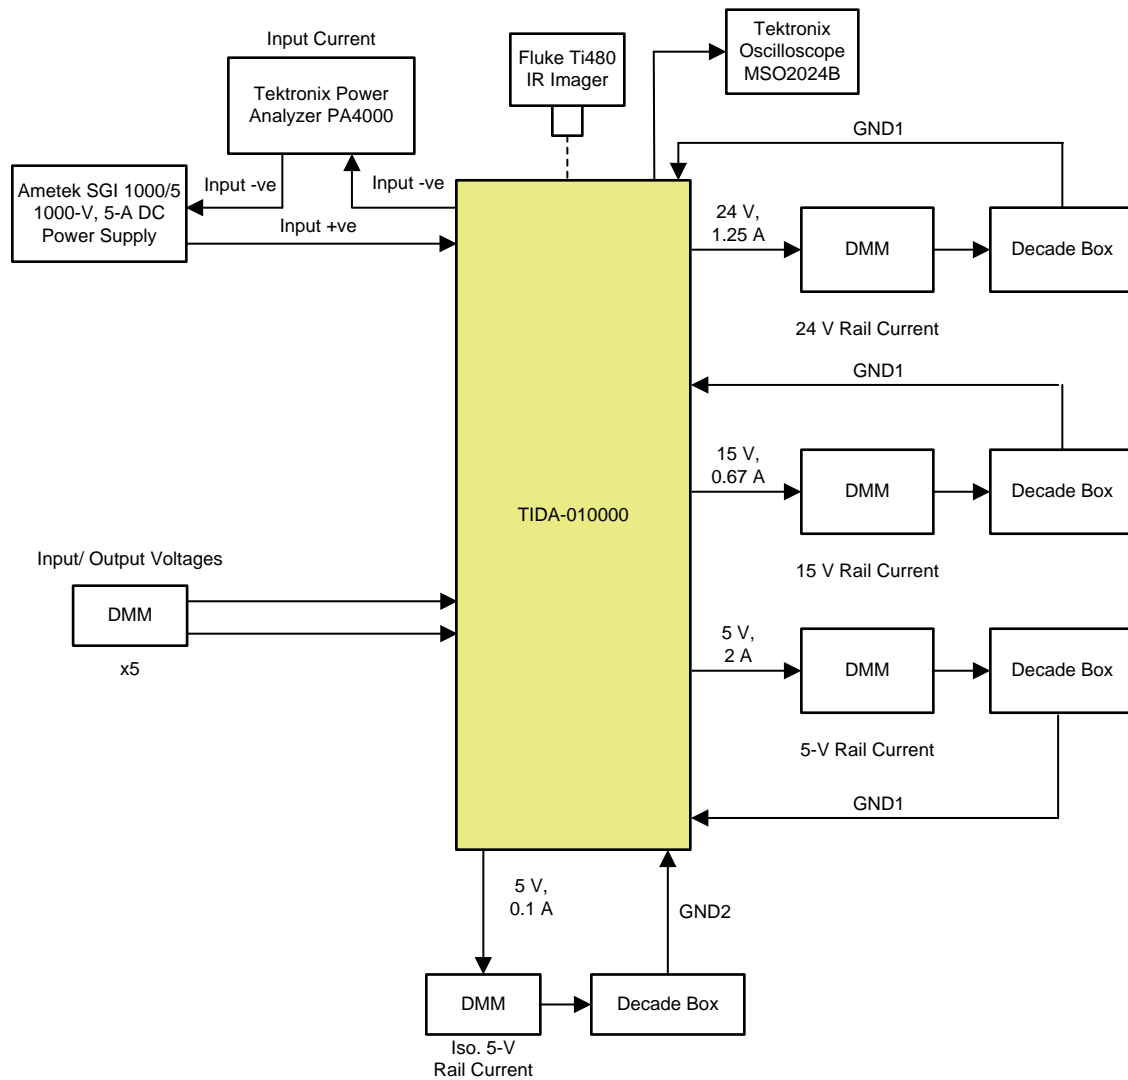 Input Current
Tektronix Power
Analyzer PA4000
Fluke Ti480
IR Imager
Tektronix
Oscilloscope
MSO2024B
GND1
Ametek SGI 1000/5
1000-V, 5-A DC
Power Supply
Input -ve
Input -ve
Input +ve
24 V,
1.25 A
DMM
Decade Box
24 V Rail Current
GND1
15 V,
0.67 A
DMM
Decade Box
15 V Rail Current
TIDA-010000
Input/ Output Voltages
DMM
x5
5 V,
2 A
DMM
Decade Box
5-V Rail Current
GND1
5 V,
0.1 A
GND2
DMM
Decade Box
Iso. 5-V
Rail Current